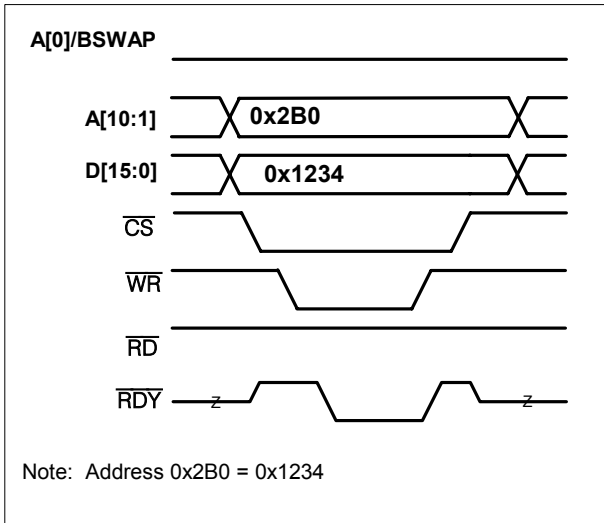 A[0]/BSWAP
A[10:1] 0x2B0
D[15:0] 0x1234
CS
WR
RD
RDY Z Z
Note: Address 0x2B0 = 0x1234